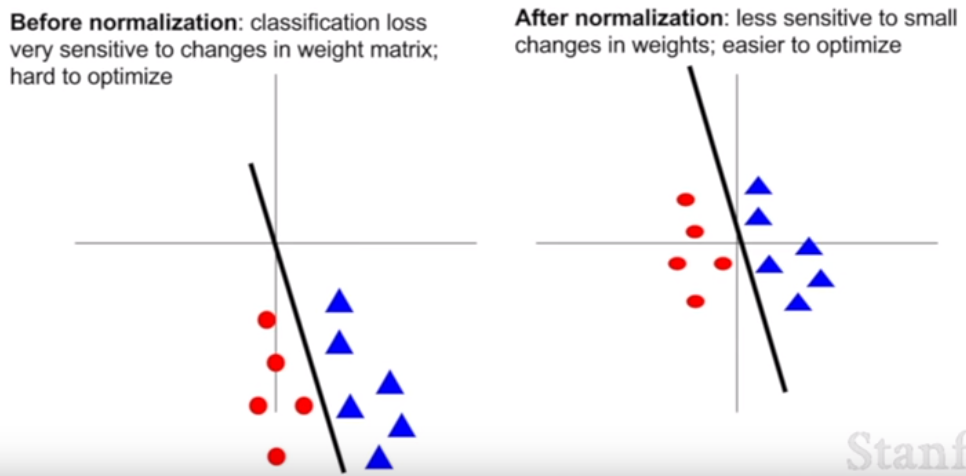 Before normalization: classification loss
very sensitive to changes in weight matrix;
hard to optimize
After normalization: less sensitive to small
changes in weights; easier to optimize
Stanf